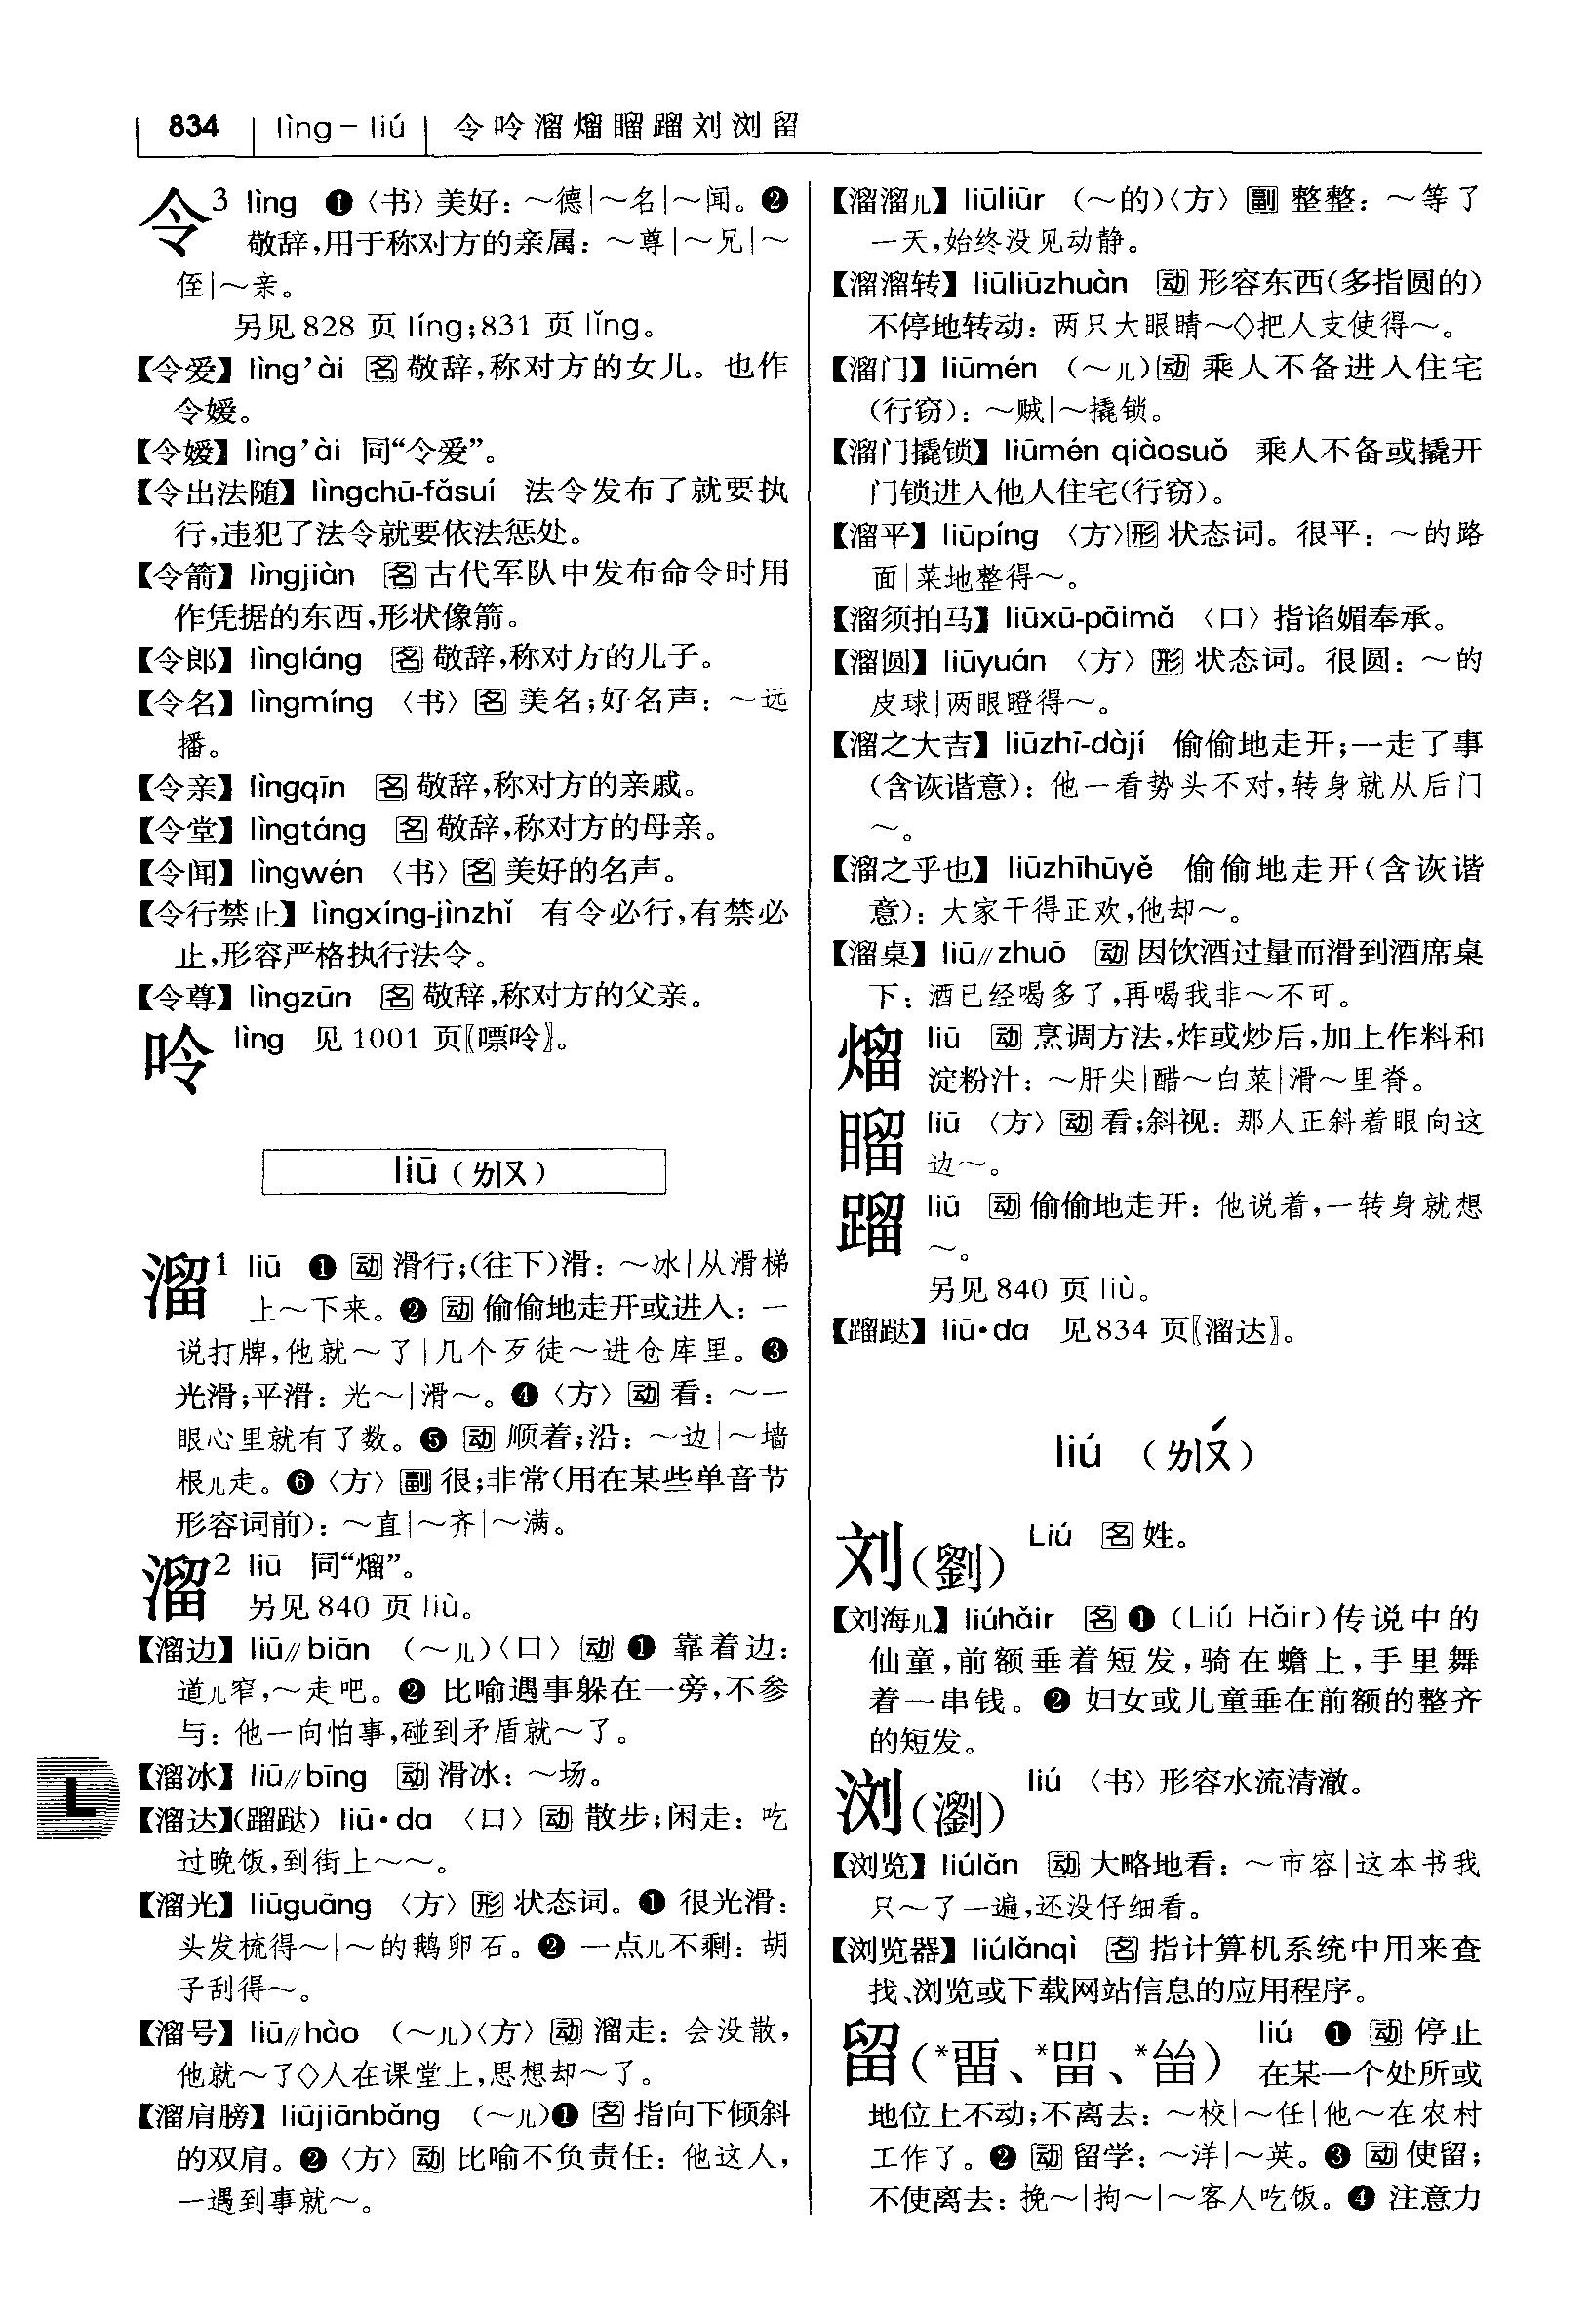 834 lìng－liú 令呤溜熘瞘蹓刘浏留
令³ lìng ❶〈书〉美好：～德|～名|～闻。❷
敬辞,用于称对方的亲属：～尊|～兄|～
侄|～亲。
另见 828 页 líng;831 页 lǐng。
【令爱】 lìng’ài 名 敬辞,称对方的女儿。也作
令嫒。
【令嫒】 lìng’ài 同“令爱”。
【令出法随】 lìngchū-fǎsuí 法令发布了就要执
行,违犯了法令就要依法惩处。
【令箭】 lìngjiàn 名 古代军队中发布命令时用
作凭据的东西,形状像箭。
【令郎】 lìngláng 名 敬辞,称对方的儿子。
【令名】 lìngmíng 〈书〉名 美名;好名声：～远
播。
【令亲】 lìngqīn 名 敬辞,称对方的亲戚。
【令堂】 lìngtáng 名 敬辞,称对方的母亲。
【令闻】 lìngwén 〈书〉名 美好的名声。
【令行禁止】 lìngxíng-jìnzhǐ 有令必行,有禁必
止,形容严格执行法令。
【令尊】 lìngzūn 名 敬辞,称对方的父亲。
呤 lìng 见 1001 页〖嘌呤〗。
liū（ㄌㄧㄡ）
溜¹ liū ❶ 动 滑行;(往下)滑：～冰|从滑梯
上～下来。❷ 动 偷偷地走开或进入：一
说打牌,他就～了|几个歹徒～进仓库里。❸
光滑;平滑：光～|滑～。❹〈方〉动 看：～一
眼心里就有了数。❺ 动 顺着;沿：～边|～墙
根儿走。❻〈方〉副 很;非常(用在某些单音节
形容词前)：～直|～齐|～满。
溜² liū 同“熘”。
另见 840 页 liù。
【溜边】 liū∥biān （～儿）〈口〉动 ❶ 靠着边：
道儿窄,～走吧。❷ 比喻遇事躲在一旁,不参
与：他一向怕事,碰到矛盾就～了。
L
【溜冰】 liū∥bīng 动 滑冰：～场。
【溜达】(蹓跶) liū·da 〈口〉动 散步;闲走：吃
过晚饭,到街上～～。
【溜光】 liūguāng 〈方〉形 状态词。❶ 很光滑：
头发梳得～|～的鹅卵石。❷ 一点儿不剩：胡
子刮得～。
【溜号】 liū∥hào （～儿）〈方〉动 溜走：会没散,
他就～了◇人在课堂上,思想却～了。
【溜肩膀】 liūjiānbǎng （～儿）❶ 名 指向下倾斜
的双肩。❷〈方〉动 比喻不负责任：他这人,
一遇到事就～。
【溜溜儿】 liūliūr （～的）〈方〉副 整整：～等了
一天,始终没见动静。
【溜溜转】 liūliūzhuàn 动 形容东西(多指圆的)
不停地转动：两只大眼睛～◇把人支使得～。
【溜门】 liūmén （～儿）动 乘人不备进入住宅
(行窃)：～贼|～撬锁。
【溜门撬锁】 liūmén qiàosuǒ 乘人不备或撬开
门锁进入他人住宅(行窃)。
【溜平】 liūpíng 〈方〉形 状态词。很平：～的路
面|菜地整得～。
【溜须拍马】 liūxū-pāimǎ 〈口〉指谄媚奉承。
【溜圆】 liūyuán 〈方〉形 状态词。很圆：～的
皮球|两眼瞪得～。
【溜之大吉】 liūzhī-dàjí 偷偷地走开;一走了事
(含诙谐意)：他一看势头不对,转身就从后门
～。
【溜之乎也】 liūzhīhūyě 偷偷地走开(含诙谐
意)：大家干得正欢,他却～。
【溜桌】 liū∥zhuō 动 因饮酒过量而滑到酒席桌
下：酒已经喝多了,再喝我非～不可。
熘 liū 动 烹调方法,炸或炒后,加上作料和
淀粉汁：～肝尖|醋～白菜|滑～里脊。
𥊍 liū 〈方〉动 看;斜视：那人正斜着眼向这
边～。
蹓 liū 动 偷偷地走开：他说着,一转身就想
～。
另见 840 页 liù。
【蹓跶】 liū·da 见 834 页〖溜达〗。
liú （ㄌㄧㄡˊ）
刘（劉） Liú 名 姓。
【刘海儿】 liúhǎir 名 ❶（Liú Hǎir）传说中的
仙童,前额垂着短发,骑在蟾上,手里舞
着一串钱。❷ 妇女或儿童垂在前额的整齐
的短发。
浏（瀏） liú 〈书〉形容水流清澈。
【浏览】 liúlǎn 动 大略地看：～市容|这本书我
只～了一遍,还没仔细看。
【浏览器】 liúlǎnqì 名 指计算机系统中用来查
找、浏览或下载网站信息的应用程序。
留（*畱、*㽞、*畄） liú ❶ 动 停止
在某一个处所或
地位上不动;不离去：～校|～任|他～在农村
工作了。❷ 动 留学：～洋|～英。❸ 动 使留;
不使离去：挽～|拘～|～客人吃饭。❹ 注意力